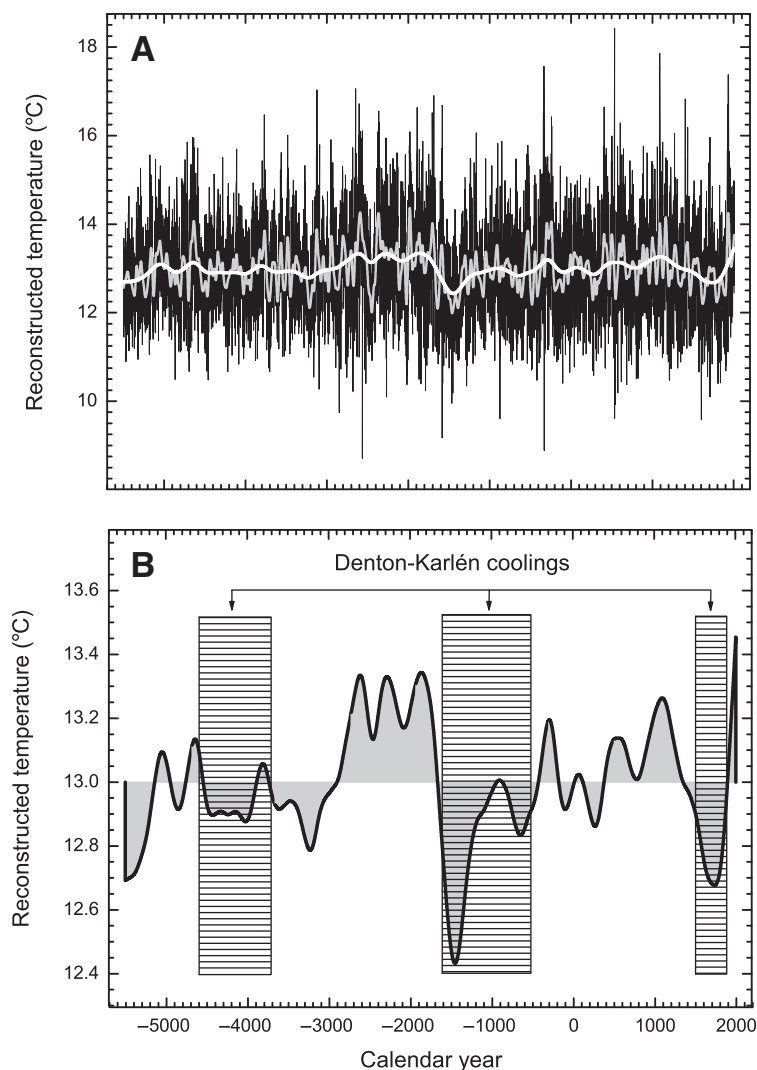 A
18
16
14
12
10
Reconstructed temperature (°C)
B
Denton-Karlén coolings
13.6
13.4
13.2
13.0
12.8
12.6
12.4
Reconstructed temperature (°C)
–5000 –4000 –3000 –2000 –1000 0 1000 2000
Calendar year